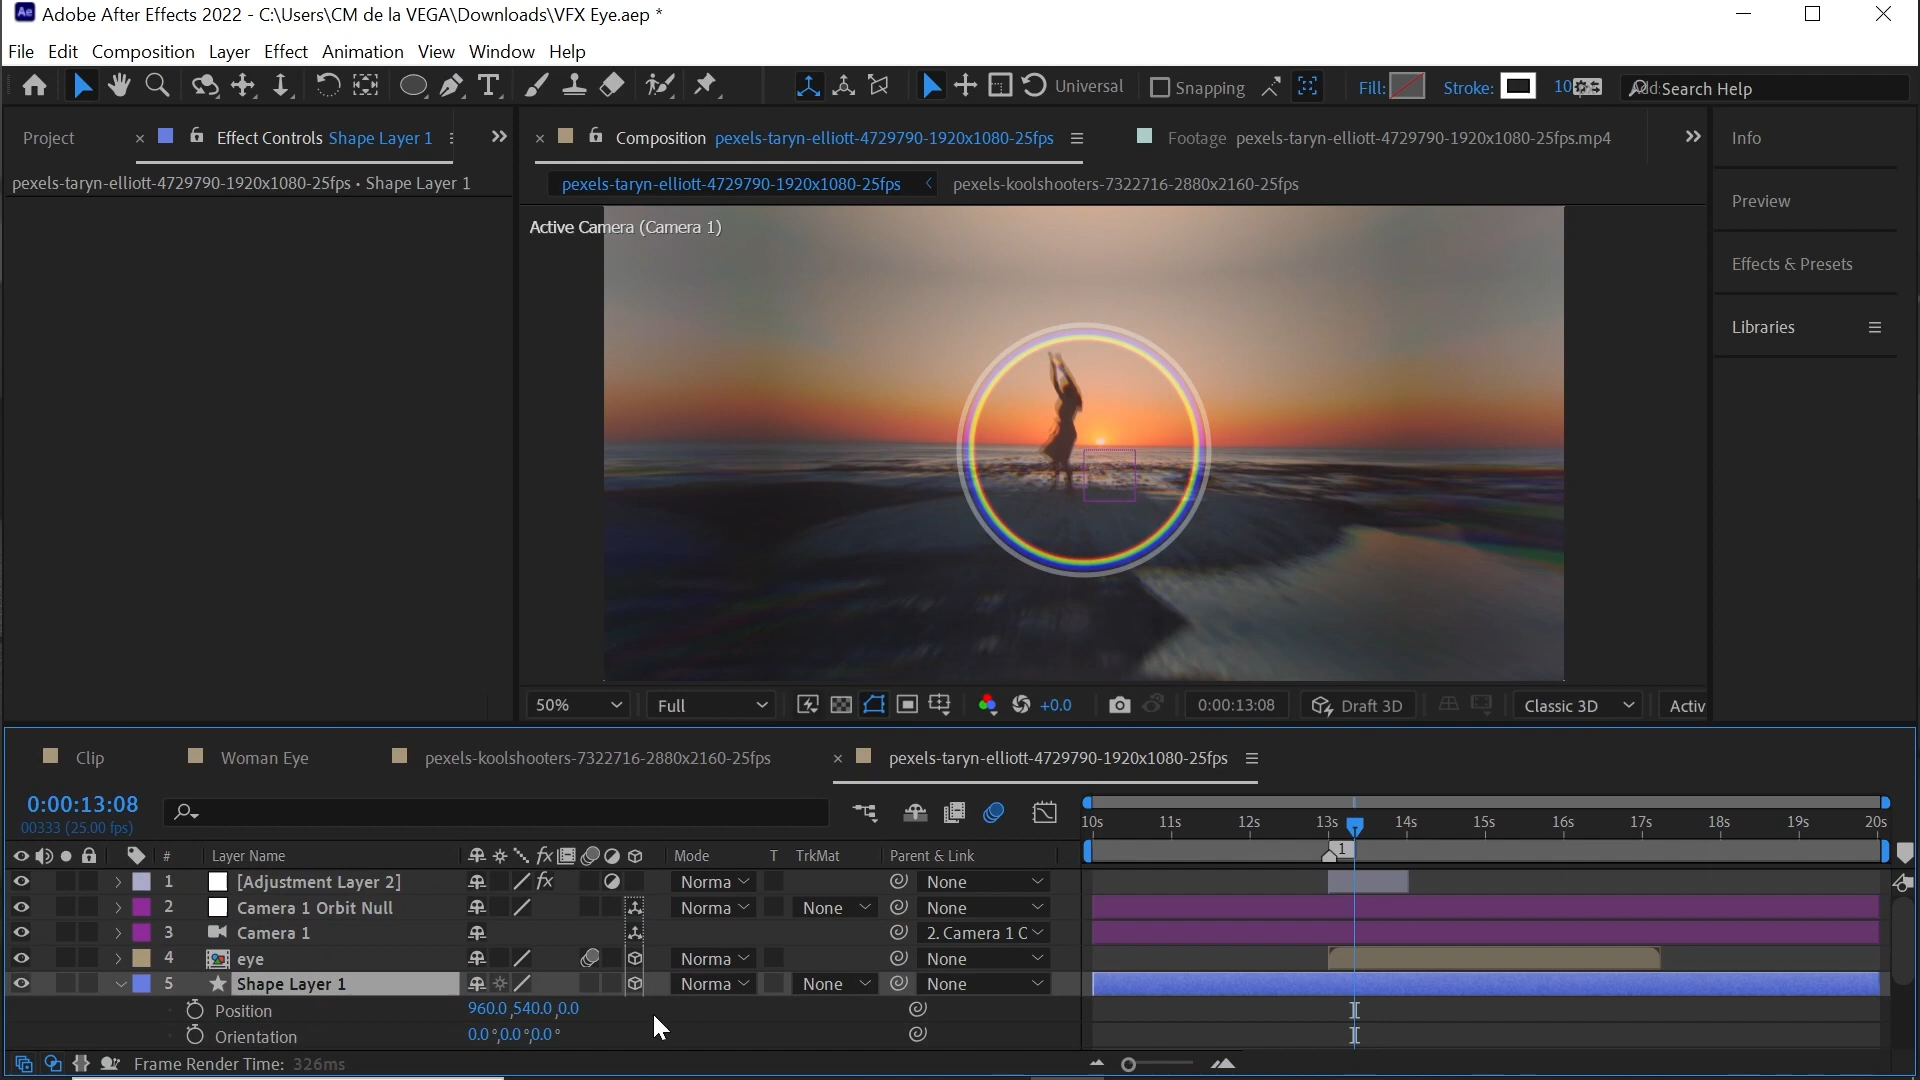 Adobe After Effects 2022 - C:\Users\CM de la VEGA\Downloads\VFX Eye.aep *
File Edit Composition Layer Effect Animation View Window Help
Universal Snapping Fill: Stroke: 10 Search Help
Project × Effect Controls Shape Layer 1
× Composition pexels-taryn-elliott-4729790-1920x1080-25fps
Footage pexels-taryn-elliott-4729790-1920x1080-25fps.mp4
Info
pexels-taryn-elliott-4729790-1920x1080-25fps • Shape Layer 1
pexels-taryn-elliott-4729790-1920x1080-25fps < pexels-koolshooters-7322716-2880x2160-25fps
Preview
Active Camera (Camera 1)
Effects & Presets
Libraries
50% Full +0.0 0:00:13:08 Draft 3D Classic 3D Activ
Clip Woman Eye pexels-koolshooters-7322716-2880x2160-25fps × pexels-taryn-elliott-4729790-1920x1080-25fps
0:00:13:08
00333 (25.00 fps)
10s 11s 12s 13s 14s 15s 16s 17s 18s 19s 20s
# Layer Name fx Mode T TrkMat Parent & Link
1
1 [Adjustment Layer 2] fx Norma None
2 Camera 1 Orbit Null Norma None None
3 Camera 1 2. Camera 1 C
4 eye Norma None None
5 Shape Layer 1 Norma None None
Position 960.0,540.0,0.0
Orientation 0.0°,0.0°,0.0°
Frame Render Time: 326ms